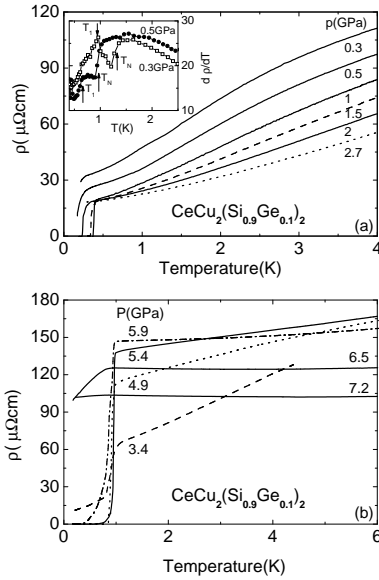 120
90
60
30
0
ρ( μΩcm)
0.5GPa
0.3GPa
T₁
T_N
T₁
T_N
30
20
10
0
d ρ/dT
1 2
T(K)
p(GPa)
0.3
0.5
1
1.5
2
2.7
CeCu₂(Si₀.₉Ge₀.₁)₂
(a)
0 1 2 3 4
Temperature(K)
180
150
120
90
60
30
0
ρ( μΩcm)
P(GPa)
5.9
5.4
4.9
3.4
6.5
7.2
CeCu₂(Si₀.₉Ge₀.₁)₂
(b)
0 2 4 6
Temperature(K)